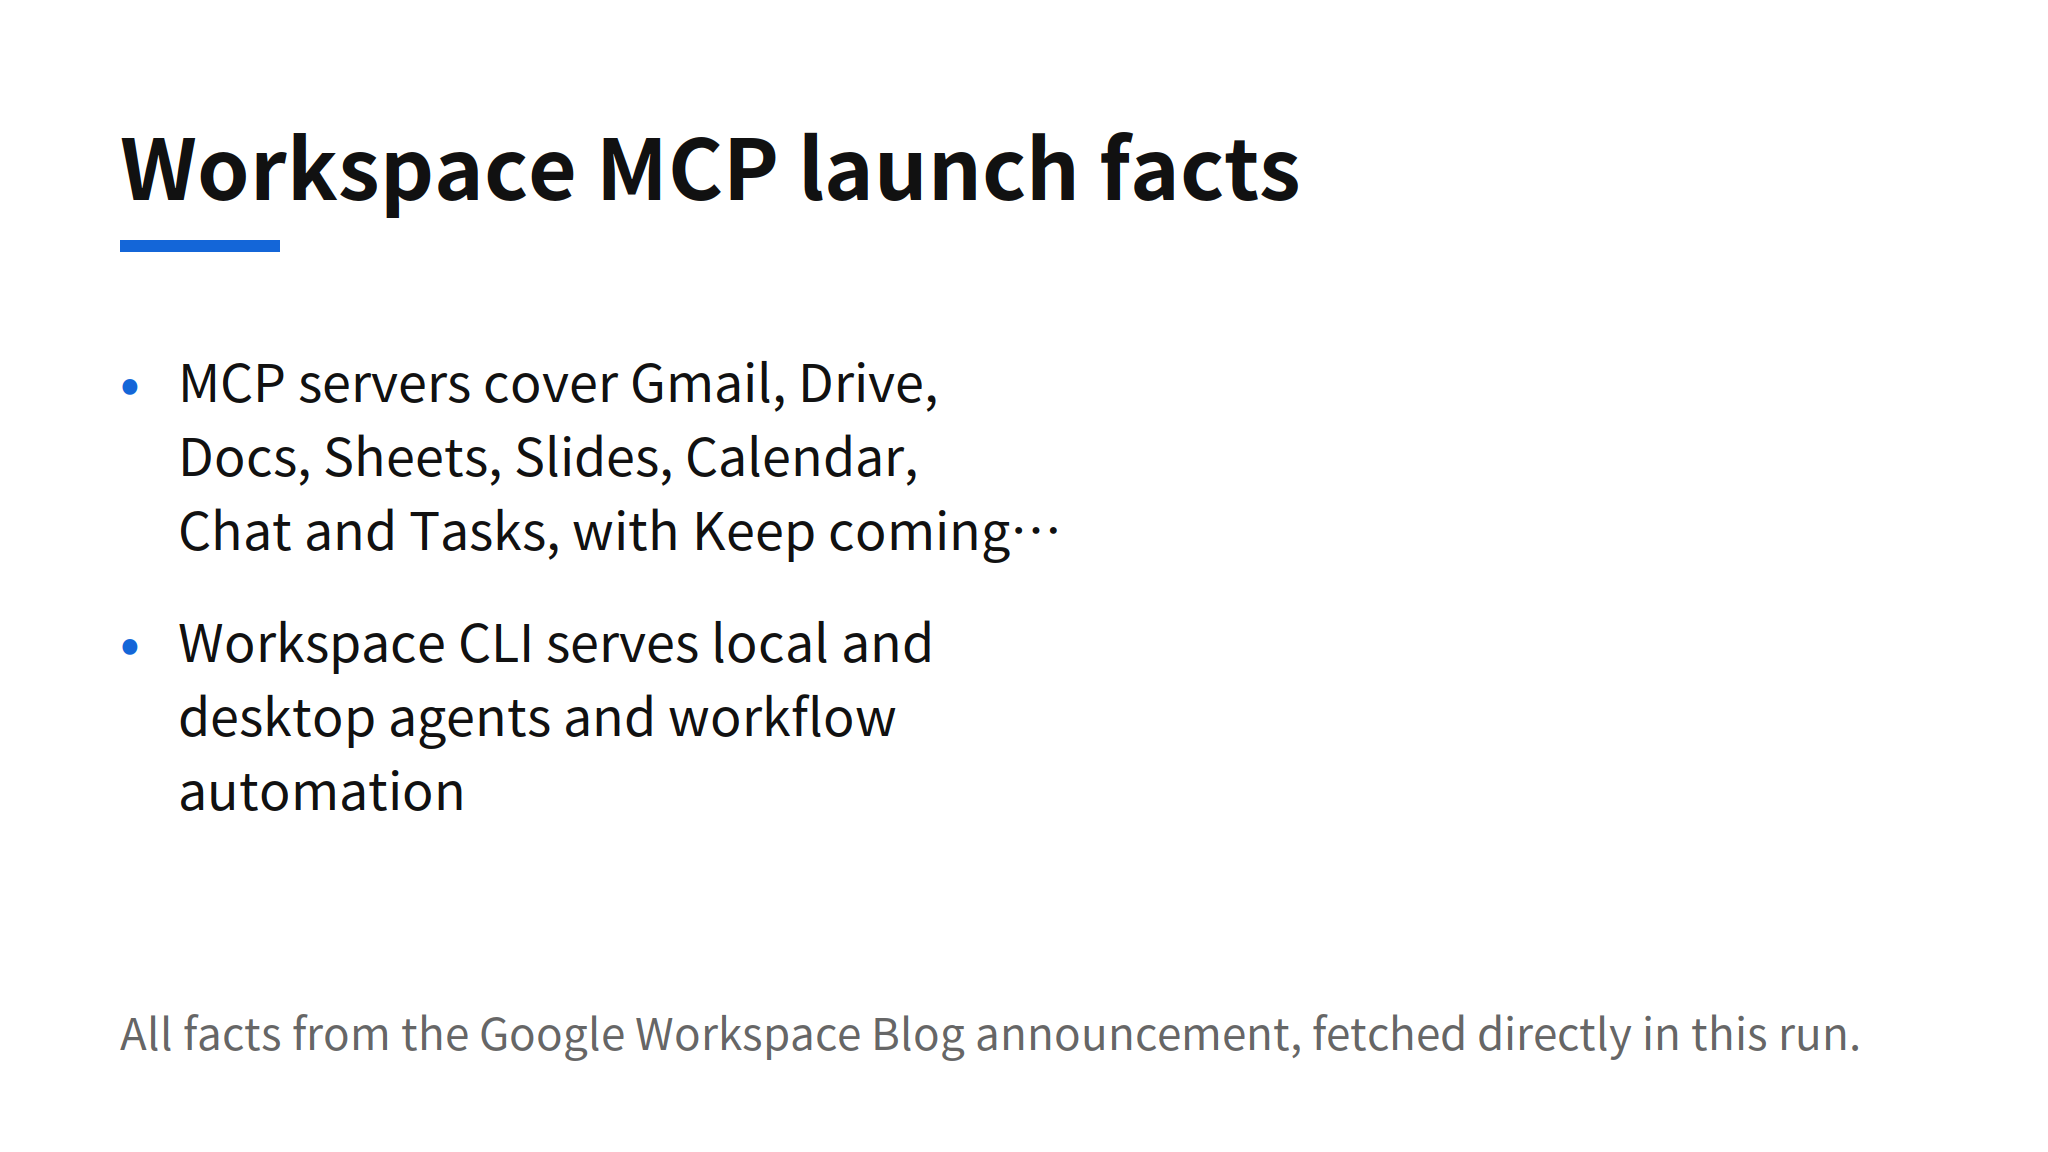 Workspace MCP launch facts
• MCP servers cover Gmail, Drive,
Docs, Sheets, Slides, Calendar,
Chat and Tasks, with Keep coming…
• Workspace CLI serves local and
desktop agents and workflow
automation
All facts from the Google Workspace Blog announcement, fetched directly in this run.